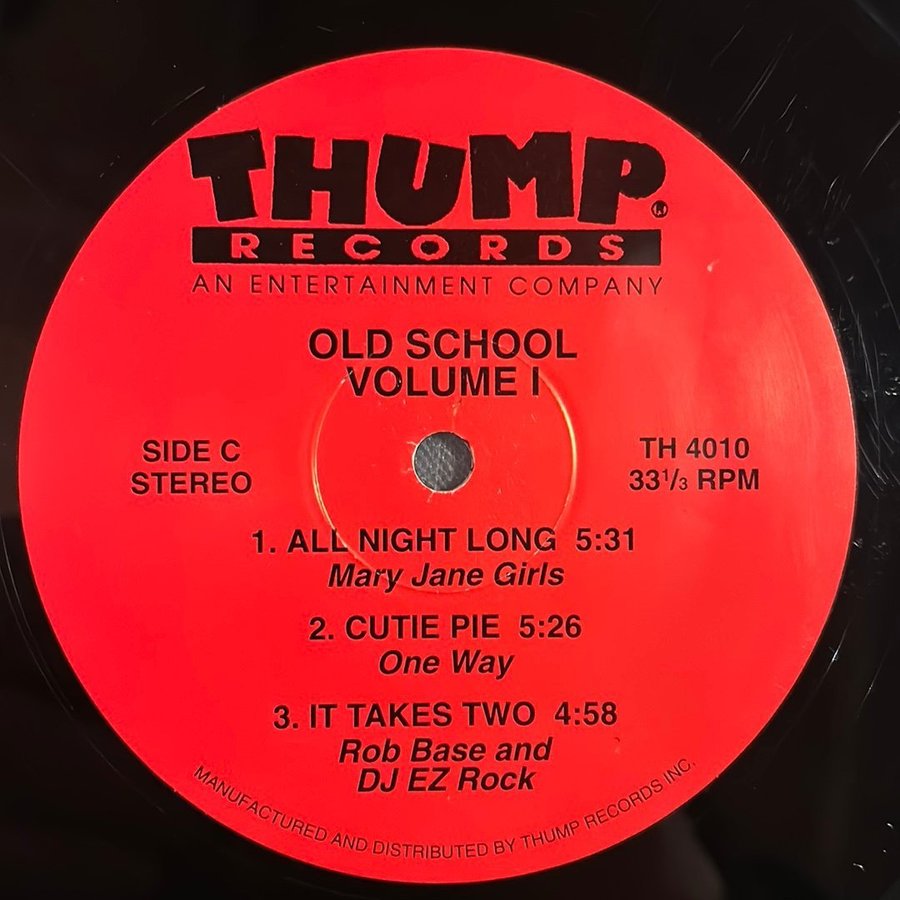 THUMP®
RECORDS
AN ENTERTAINMENT COMPANY
OLD SCHOOL
VOLUME I
SIDE C
STEREO
TH 4010
33 1/3 RPM
1. ALL NIGHT LONG 5:31
Mary Jane Girls
2. CUTIE PIE 5:26
One Way
3. IT TAKES TWO 4:58
Rob Base and
DJ EZ Rock
MANUFACTURED AND DISTRIBUTED BY THUMP RECORDS INC.